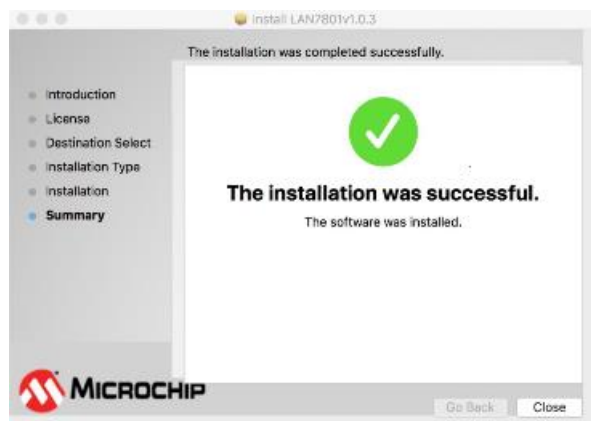 Install LAN7801v1.0.3
The installation was completed successfully.
Introduction
License
Destination Select
Installation Type
Installation
Summary
The installation was successful.
The software was installed.
MICROCHIP
Go Back
Close